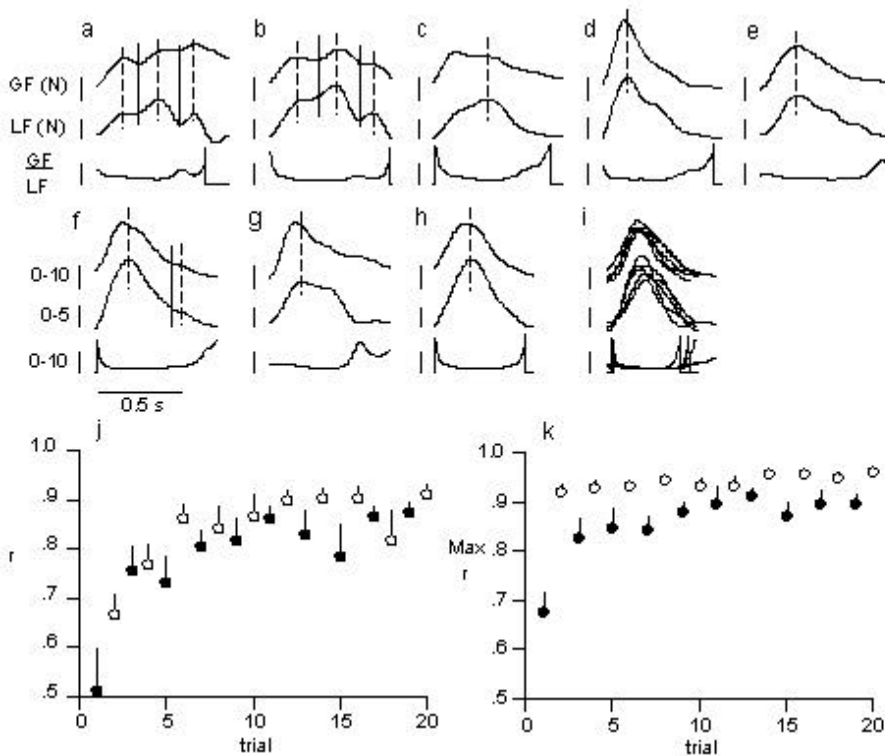 a b c d e
GF (N)
LF (N)
GF
LF
f g h i
0-10
0-5
0-10
0.5 s
j
1.0
.9
.8
r
.7
.6
.5
0 5 10 15 20
trial
k
1.0
.9
Max
r
.8
.7
.6
.5
0 5 10 15 20
trial